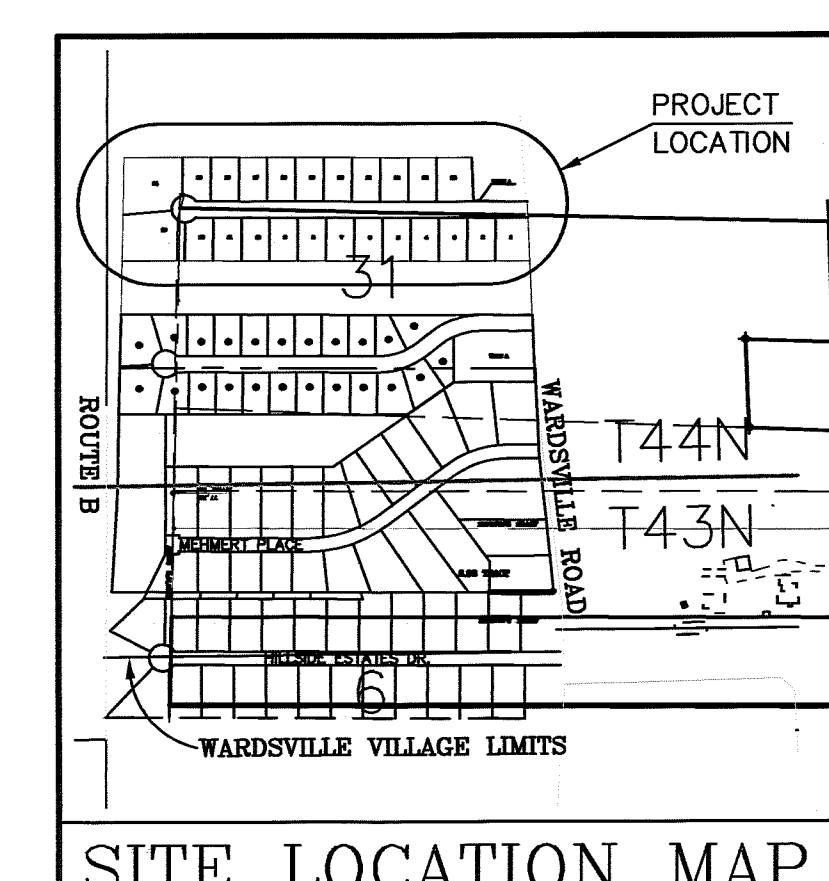 PROJECT
LOCATION
31
ROUTE B
WARDSVILLE ROAD
T44N
T43N
MEHMERT PLACE
HILLSIDE ESTATES DR.
6
WARDSVILLE VILLAGE LIMITS
SITE LOCATION MAP